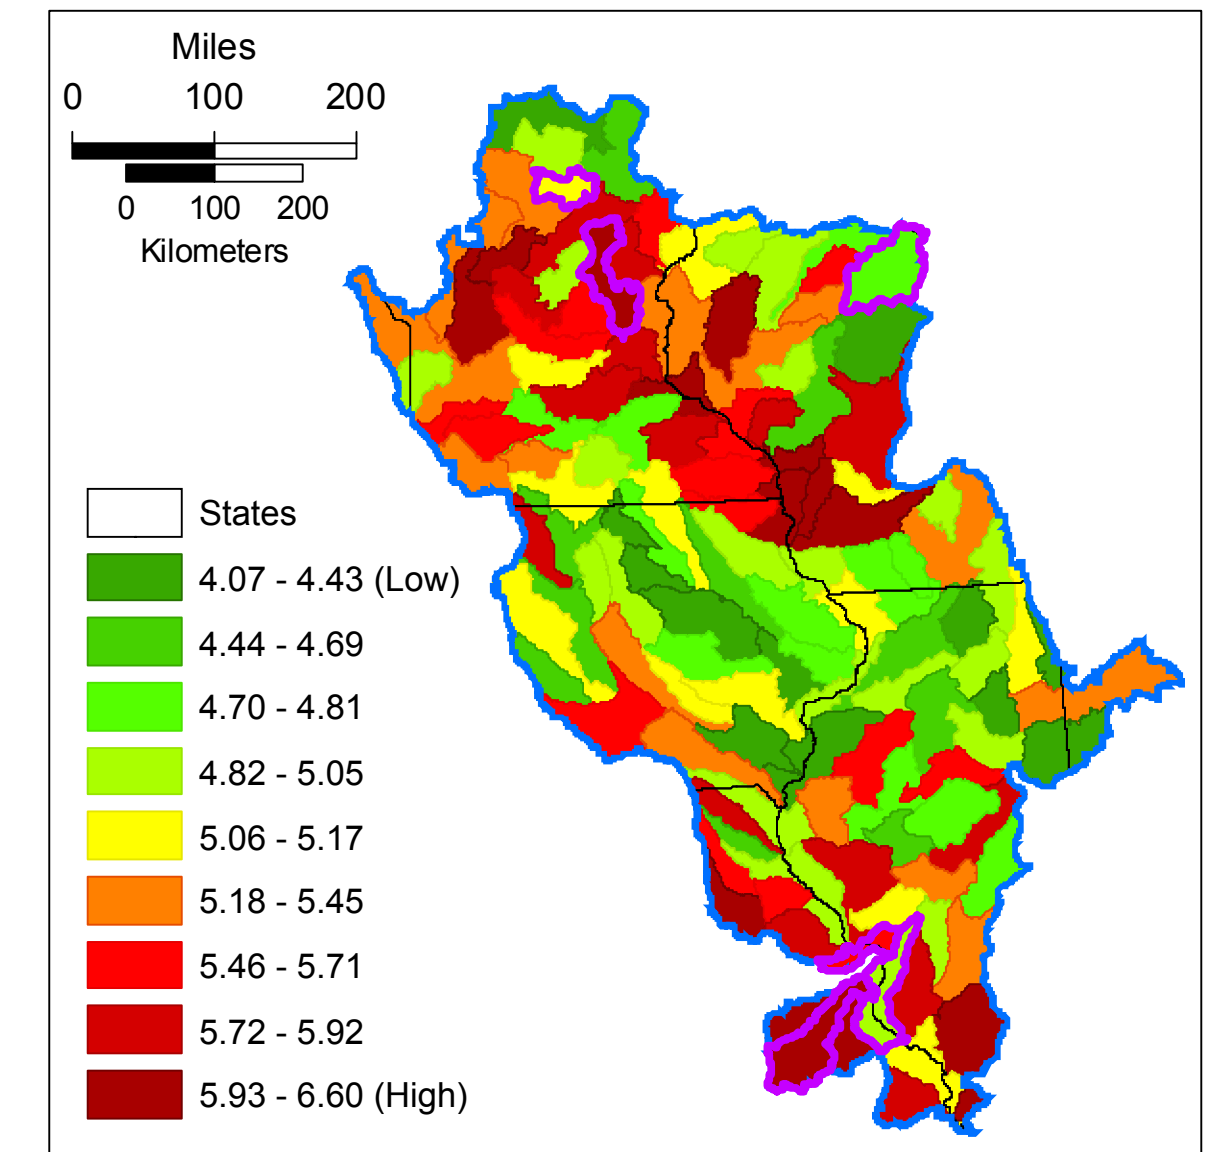 Miles
0 100 200
0 100 200
Kilometers
States
4.07 - 4.43 (Low)
4.44 - 4.69
4.70 - 4.81
4.82 - 5.05
5.06 - 5.17
5.18 - 5.45
5.46 - 5.71
5.72 - 5.92
5.93 - 6.60 (High)